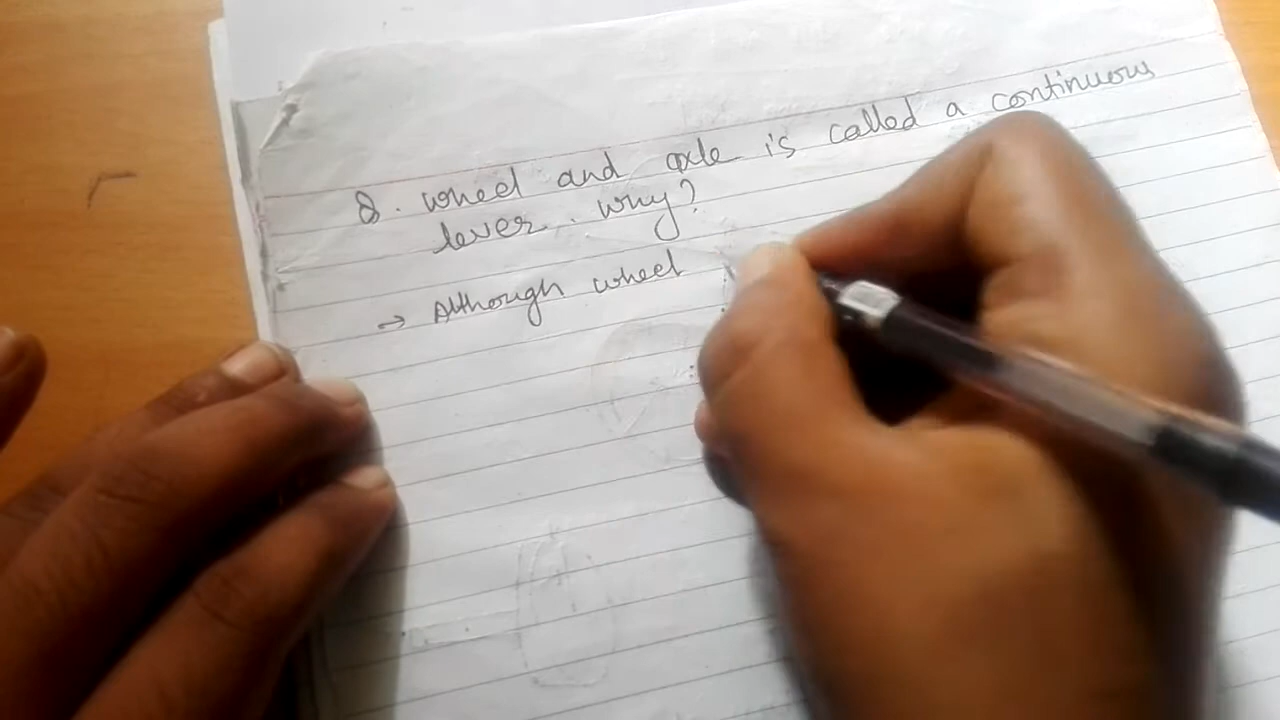 Q. wheel and axle is called a continuous
lever. why?
→ Although wheel